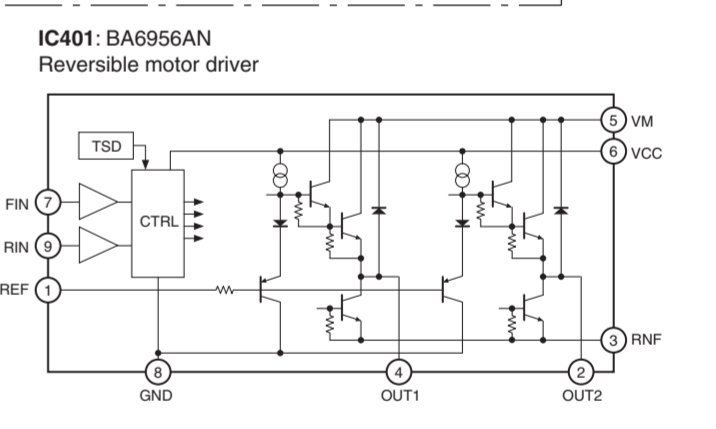 IC401: BA6956AN
Reversible motor driver
5 VM
TSD
6 VCC
FIN 7
CTRL
RIN 9
REF 1
3 RNF
8 4 2
GND OUT1 OUT2